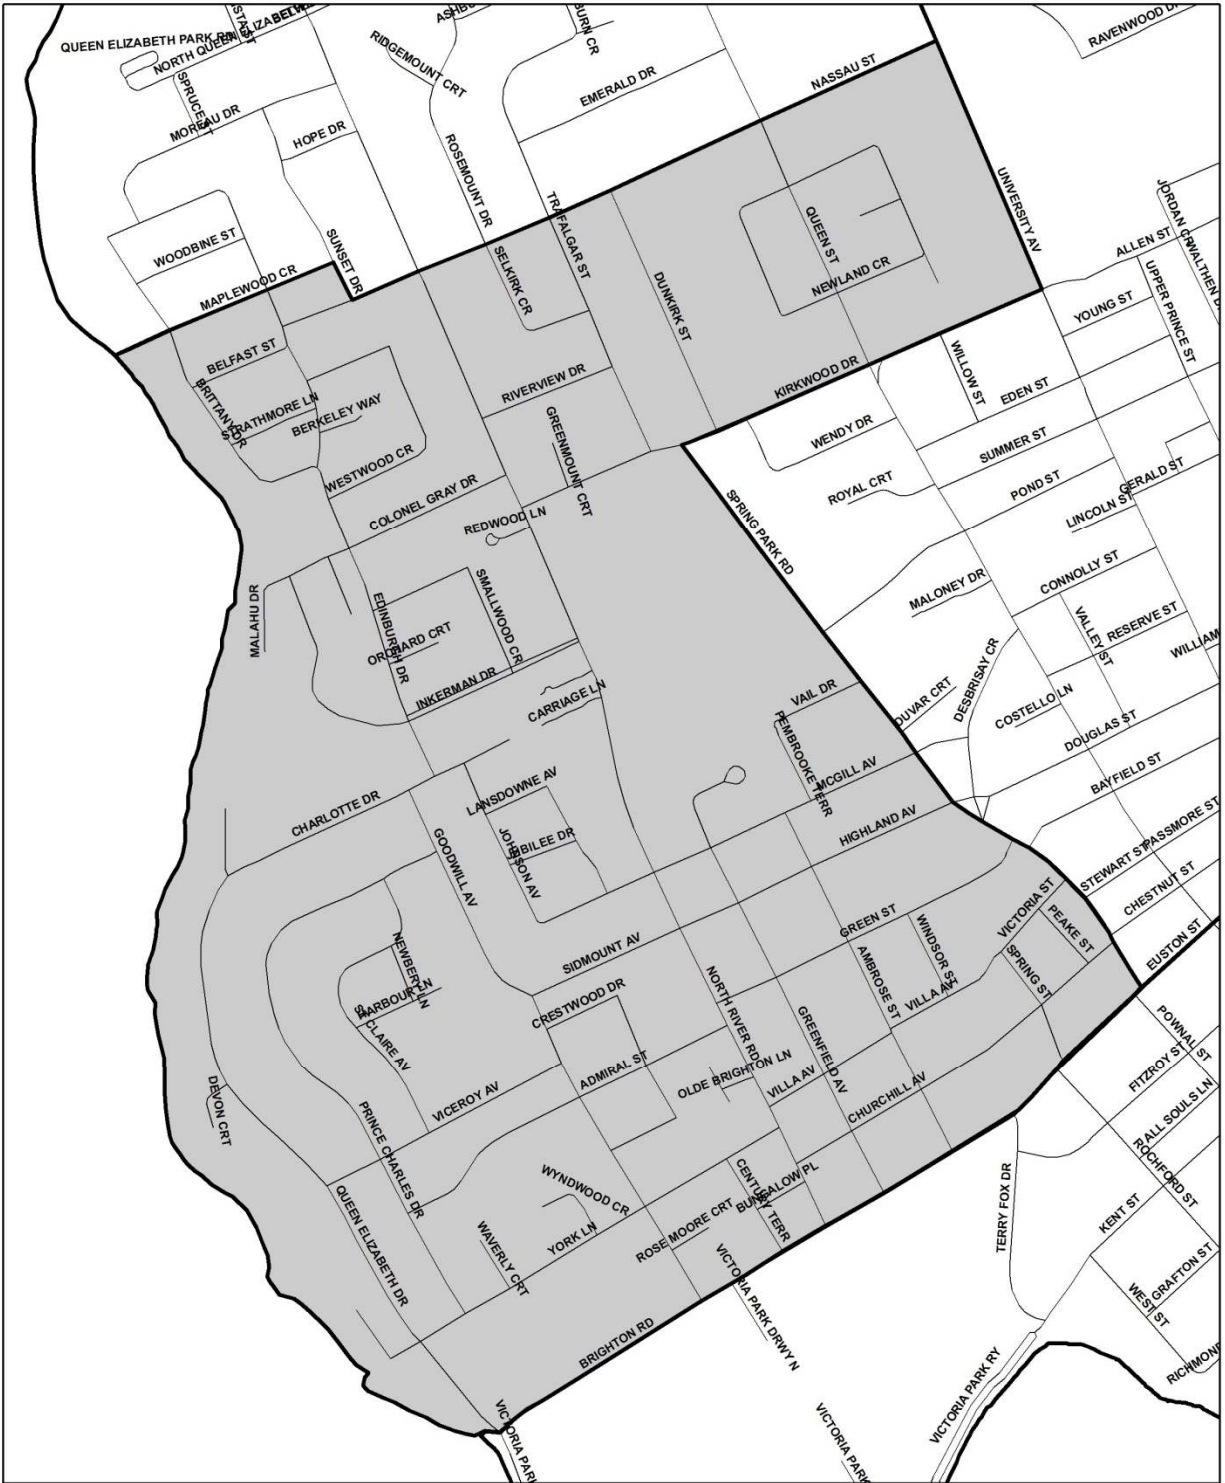 QUEEN ELIZABETH PARK RD
NORTH QUEEN ELIZABETH
ASHBU
BURN CR
RAVENWOOD DR
RIDGEMOUNT CRT
SPRUCE ST
EMERALD DR
NASSAU ST
MOREAU DR
HOPE DR
ROSEMOUNT DR
UNIVERSITY AV
JORDAN CR
WALTHEN D
TRAFALGAR ST
WOODBINE ST
SUNSET DR
QUEEN ST
ALLEN ST
MAPLEWOOD CR
SELKIRK CR
DUNKIRK ST
NEWLAND CR
UPPER PRINCE ST
YOUNG ST
BELFAST ST
BRITTANY DR
STRATHMORE LN
BERKELEY WAY
RIVERVIEW DR
KIRKWOOD DR
WILLOW ST
EDEN ST
GREENMOUNT CRT
WENDY DR
SUMMER ST
WESTWOOD CR
COLONEL GRAY DR
ROYAL CRT
POND ST
GERALD ST
REDWOOD LN
SPRING PARK RD
LINCOLN ST
MALAHU DR
EDINBURGH DR
SMALLWOOD CR
MALONEY DR
CONNOLLY ST
ORCHARD CRT
VALLEY ST
RESERVE ST
WILLIAM
INKERMAN DR
CARRIAGE LN
VAIL DR
DUVAR CRT
DESBRISAY CR
COSTELLO LN
DOUGLAS ST
PEMBROKE TERR
MCGILL AV
BAYFIELD ST
LANSDOWNE AV
CHARLOTTE DR
GOODWILL AV
JOHNSON AV
JUBILEE DR
HIGHLAND AV
PASSMORE ST
STEWART ST
CHESTNUT ST
VICTORIA ST
PEAKE ST
GREEN ST
WINDSOR ST
EUSTON ST
SIDMOUNT AV
NEWBERY LN
HARBOUR LN
ST CLAIRE AV
NORTH RIVER RD
AMBROSE ST
VILLA AV
SPRING ST
CRESTWOOD DR
GREENFIELD AV
POWNAL ST
FITZROY ST
ADMIRAL ST
OLDE BRIGHTON LN
VILLA AV
CHURCHILL AV
ALL SOULS LN
DEVON CRT
VICEROY AV
PRINCE CHARLES DR
ROCHFORD ST
WYNDWOOD CR
CENTURY TERR
BUNGALOW PL
QUEEN ELIZABETH DR
WAVERLY CRT
YORK LN
ROSE MOORE CRT
TERRY FOX DR
KENT ST
GRAFTON ST
WEST ST
VICTORIA PARK DRWY N
BRIGHTON RD
RICHMOND
VICTORIA PARK RY
VICTORIA PARK
VICTORIA PARK